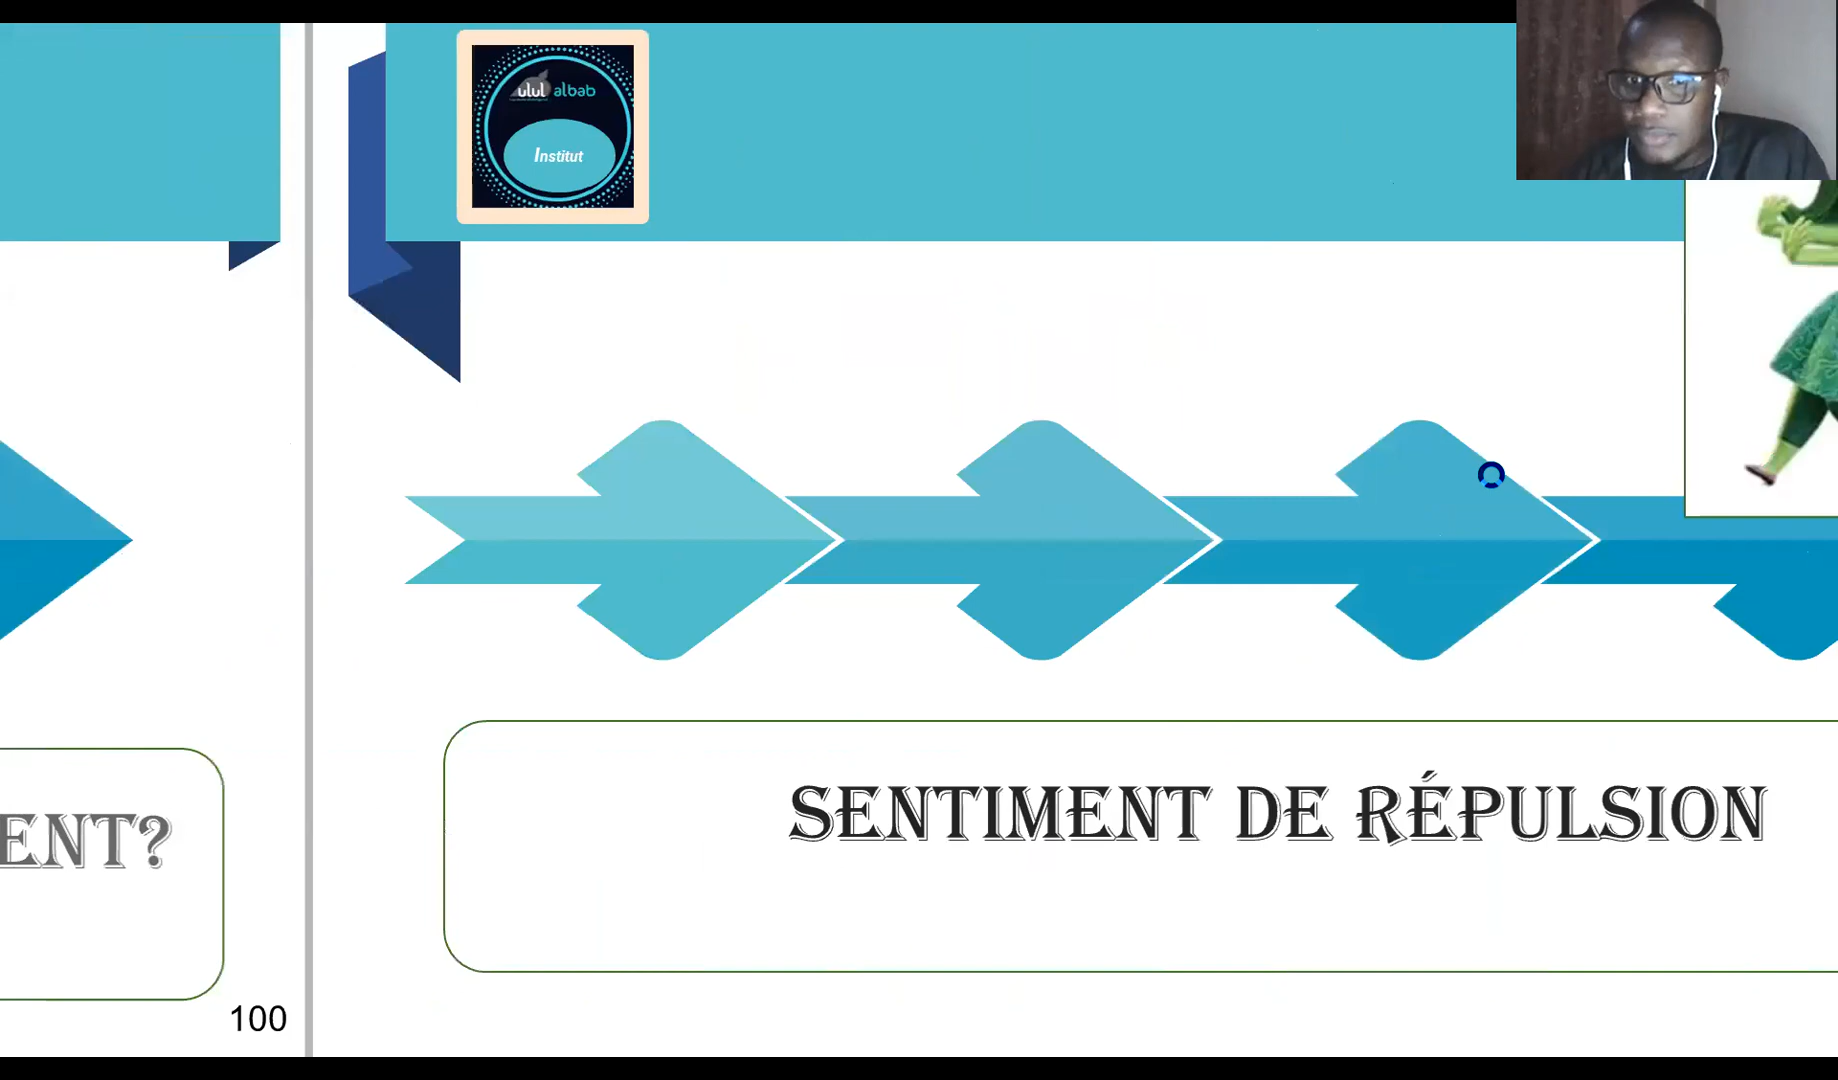 ulul albab
Institut
ENT?
SENTIMENT DE RÉPULSION
100